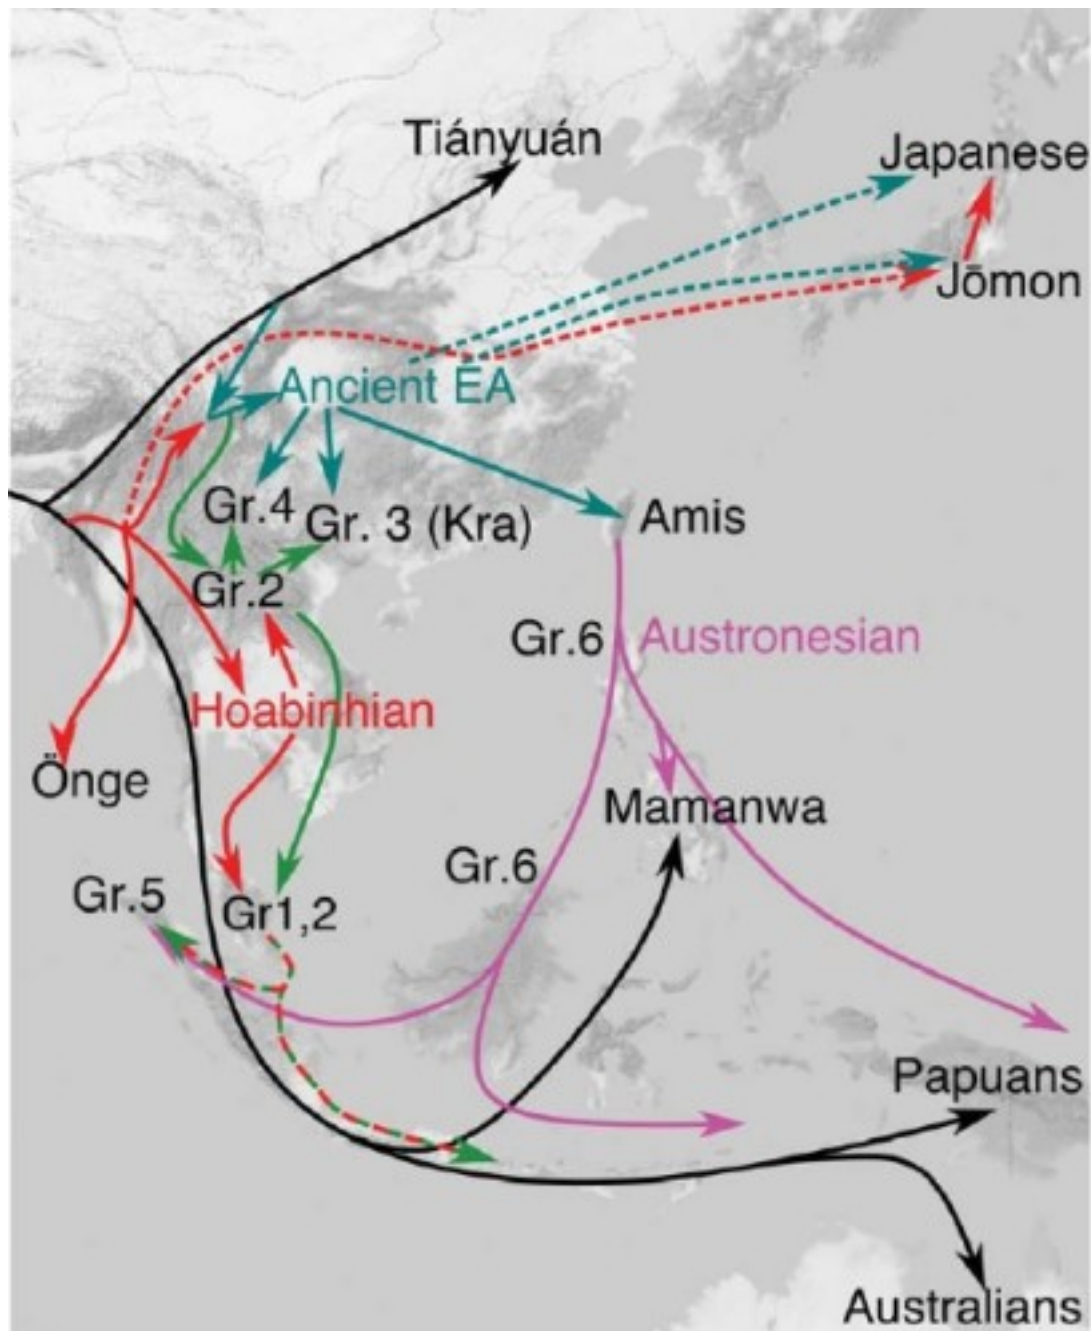 Tiányuán
Japanese
Jōmon
Ancient EA
Gr.4
Gr. 3 (Kra)
Amis
Gr.2
Gr.6
Austronesian
Hoabinhian
Önge
Mamanwa
Gr.6
Gr.5
Gr1,2
Papuans
Australians